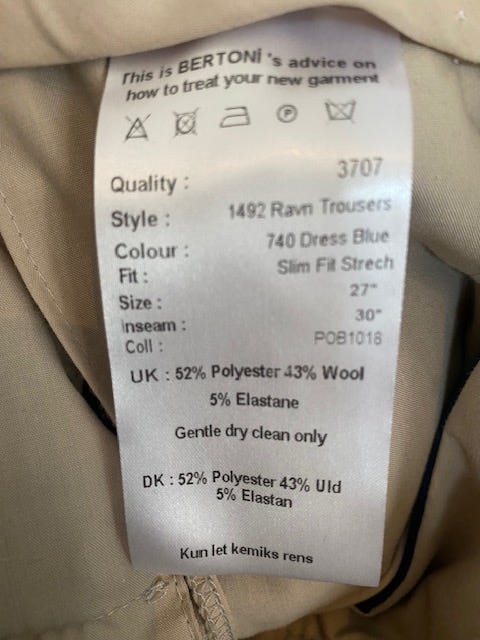 This is BERTONi 's advice on
how to treat your new garment
P
Quality : 3707
Style : 1492 Ravn Trousers
Colour : 740 Dress Blue
Fit : Slim Fit Strech
Size : 27"
Inseam : 30"
Coll : POB1018
UK : 52% Polyester 43% Wool
5% Elastane
Gentle dry clean only
DK : 52% Polyester 43% Uld
5% Elastan
Kun let kemiks rens